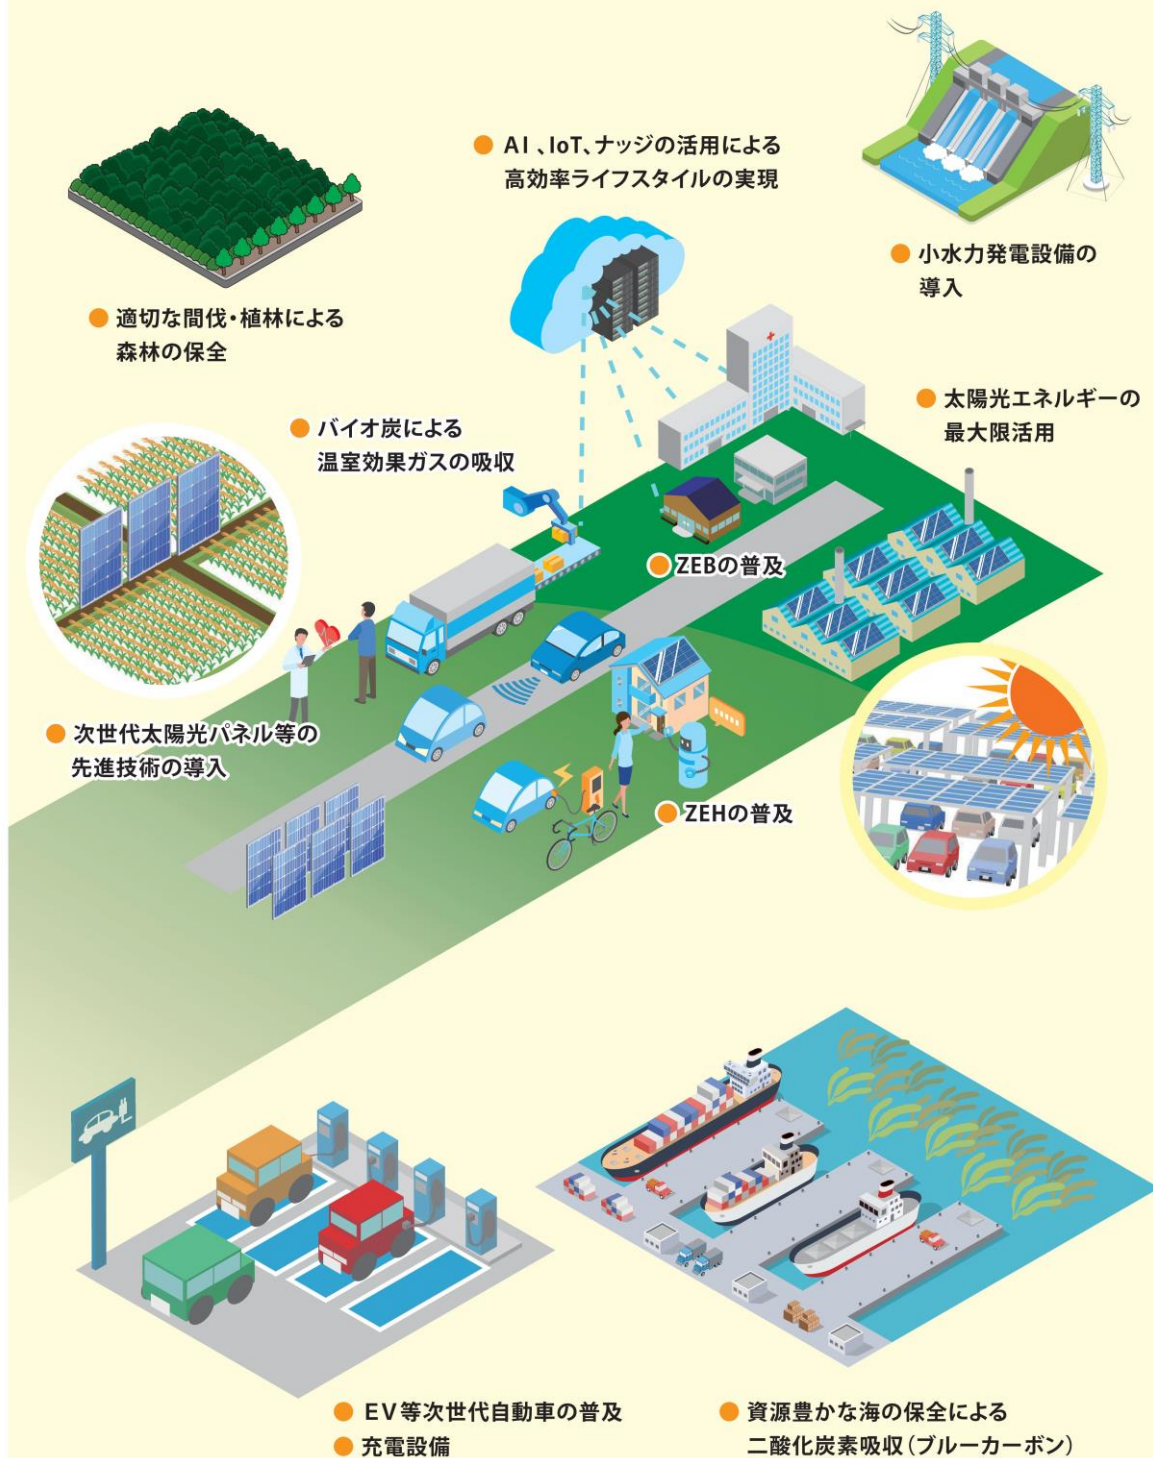 ● AI、IoT、ナッジの活用による
高効率ライフスタイルの実現
● 小水力発電設備の
導入
● 適切な間伐・植林による
森林の保全
● 太陽光エネルギーの
最大限活用
● バイオ炭による
温室効果ガスの吸収
● ZEBの普及
● 次世代太陽光パネル等の
先進技術の導入
● ZEHの普及
● EV等次世代自動車の普及
● 充電設備
● 資源豊かな海の保全による
二酸化炭素吸収(ブルーカーボン)